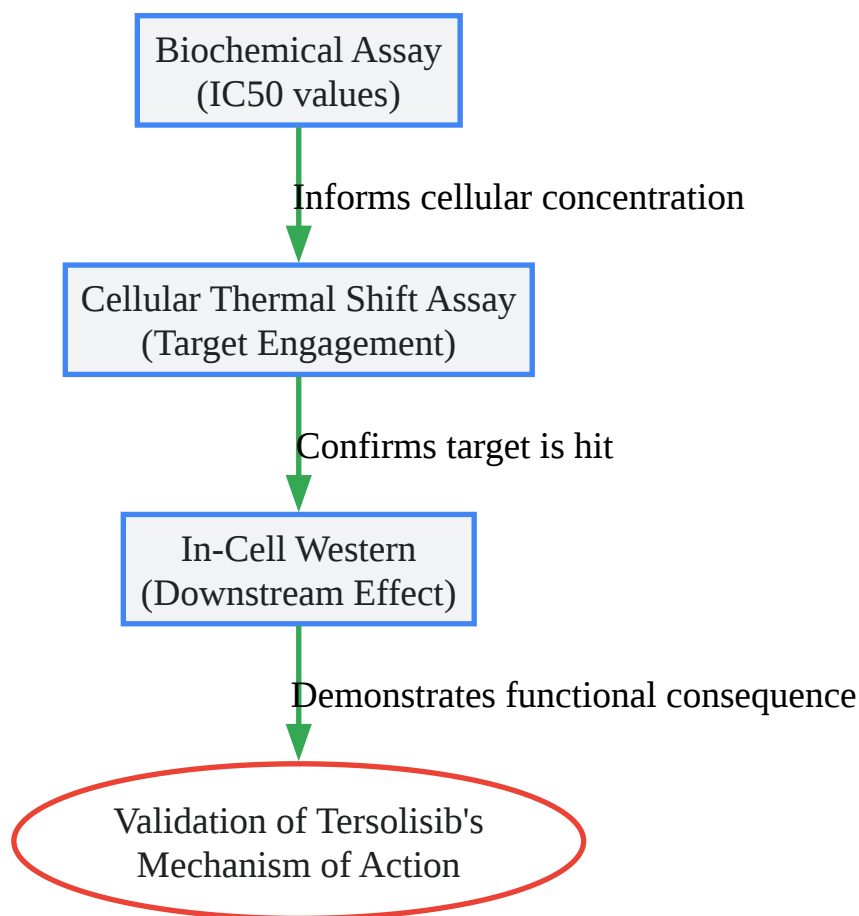 Biochemical Assay
(IC50 values)
Informs cellular concentration
Cellular Thermal Shift Assay
(Target Engagement)
Confirms target is hit
In-Cell Western
(Downstream Effect)
Demonstrates functional consequence
Validation of Tersolisib's
Mechanism of Action